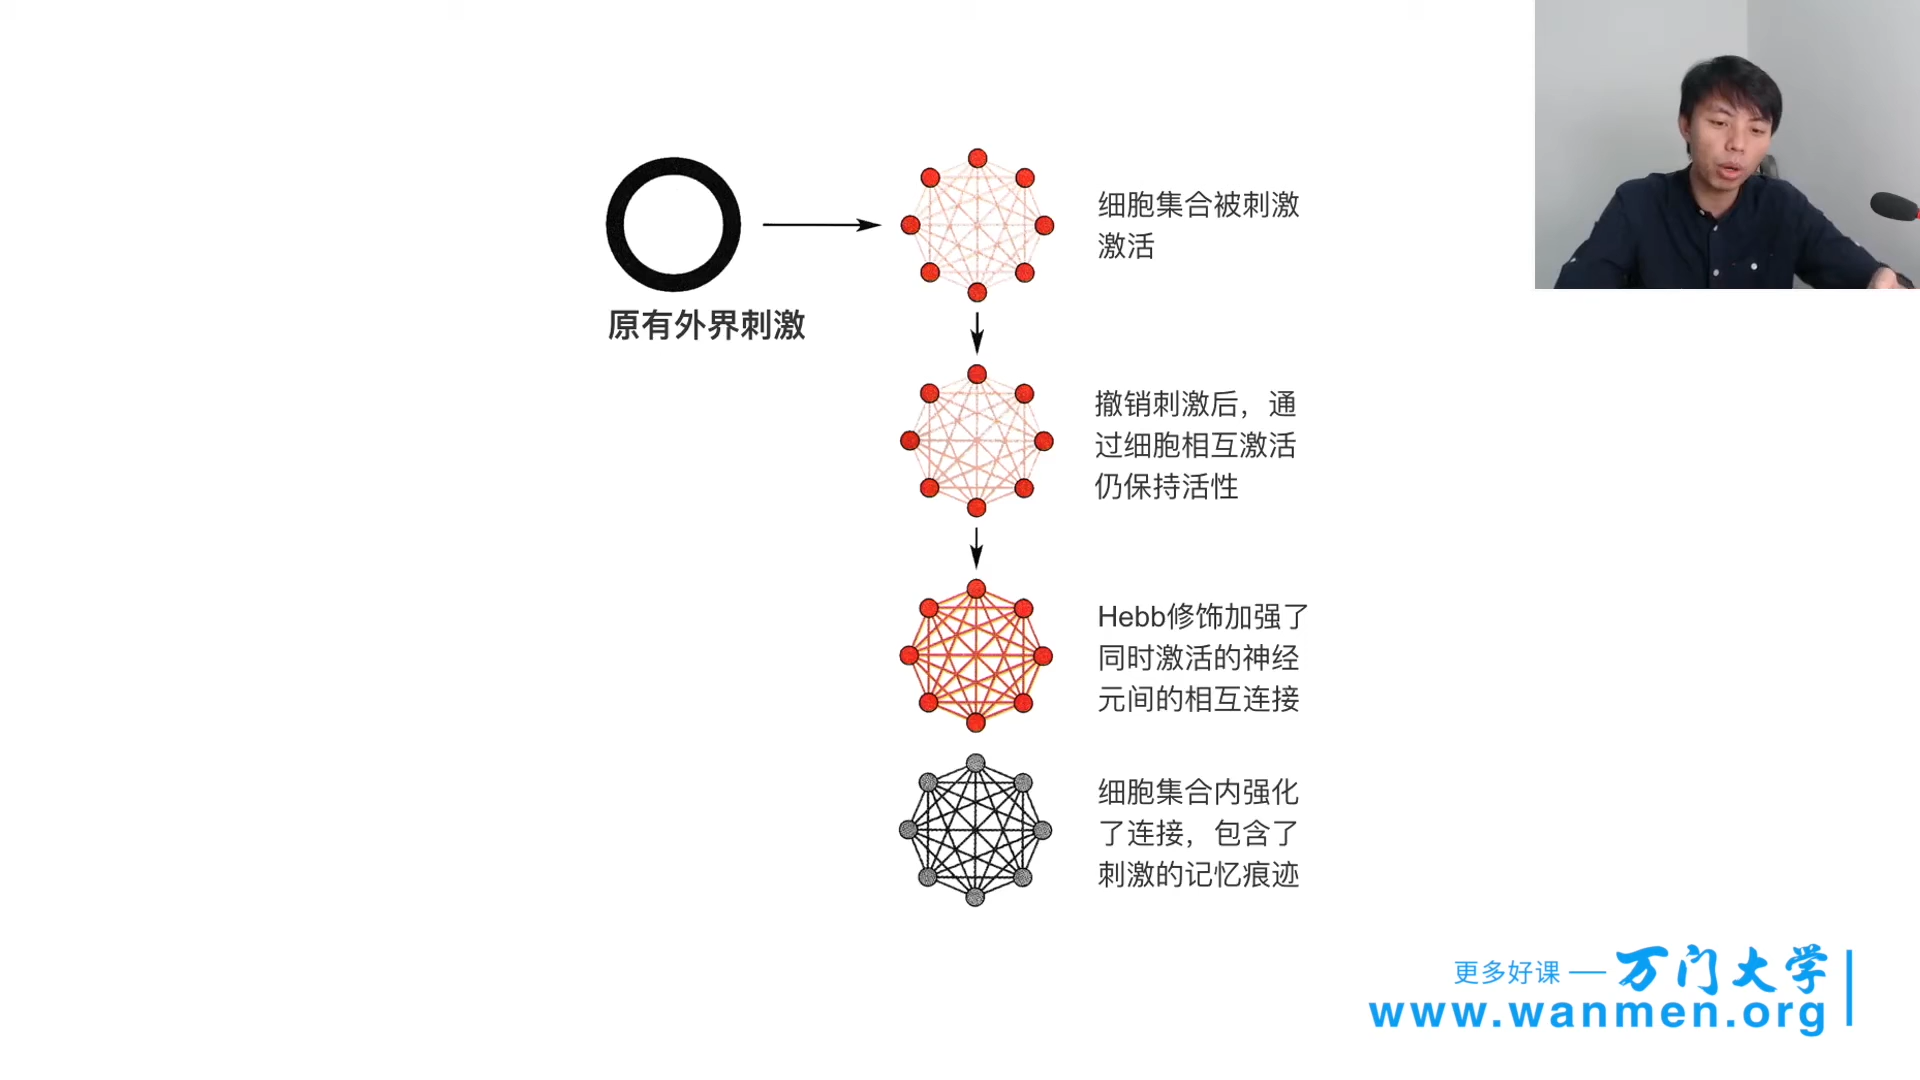 原有外界刺激
细胞集合被刺激
激活
撤销刺激后，通
过细胞相互激活
仍保持活性
Hebb修饰加强了
同时激活的神经
元间的相互连接
细胞集合内强化
了连接，包含了
刺激的记忆痕迹
更多好课 — 万门大学
www.wanmen.org